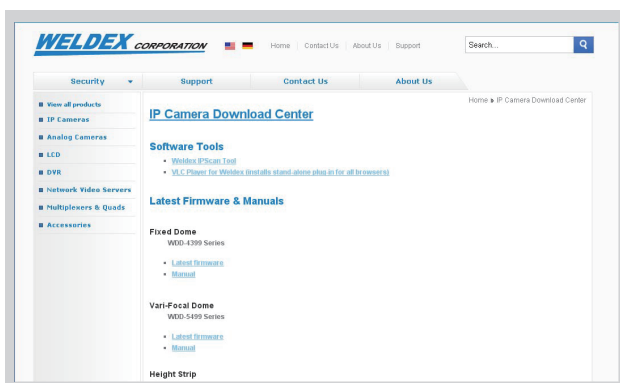 WELDEX CORPORATION
Home Contact Us About Us Support
Search...
Security Support Contact Us About Us
Home IP Camera Download Center
View all products
IP Cameras
Analog Cameras
LCD
DVR
Network Video Servers
Multiplexers & Quads
Accessories
IP Camera Download Center
Software Tools
Weldex IPScan Tool
VLC Player for Weldex (installs stand-alone plug-in for all browsers)
Latest Firmware & Manuals
Fixed Dome
WDD-4399 Series
Latest firmware
Manual
Vari-Focal Dome
WDD-5499 Series
Latest firmware
Manual
Height Strip